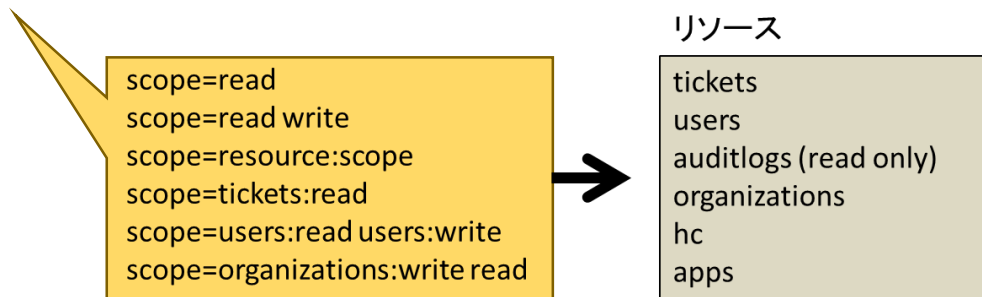 scope=read
scope=read write
scope=resource:scope
scope=tickets:read
scope=users:read users:write
scope=organizations:write read
リソース
tickets
users
auditlogs (read only)
organizations
hc
apps